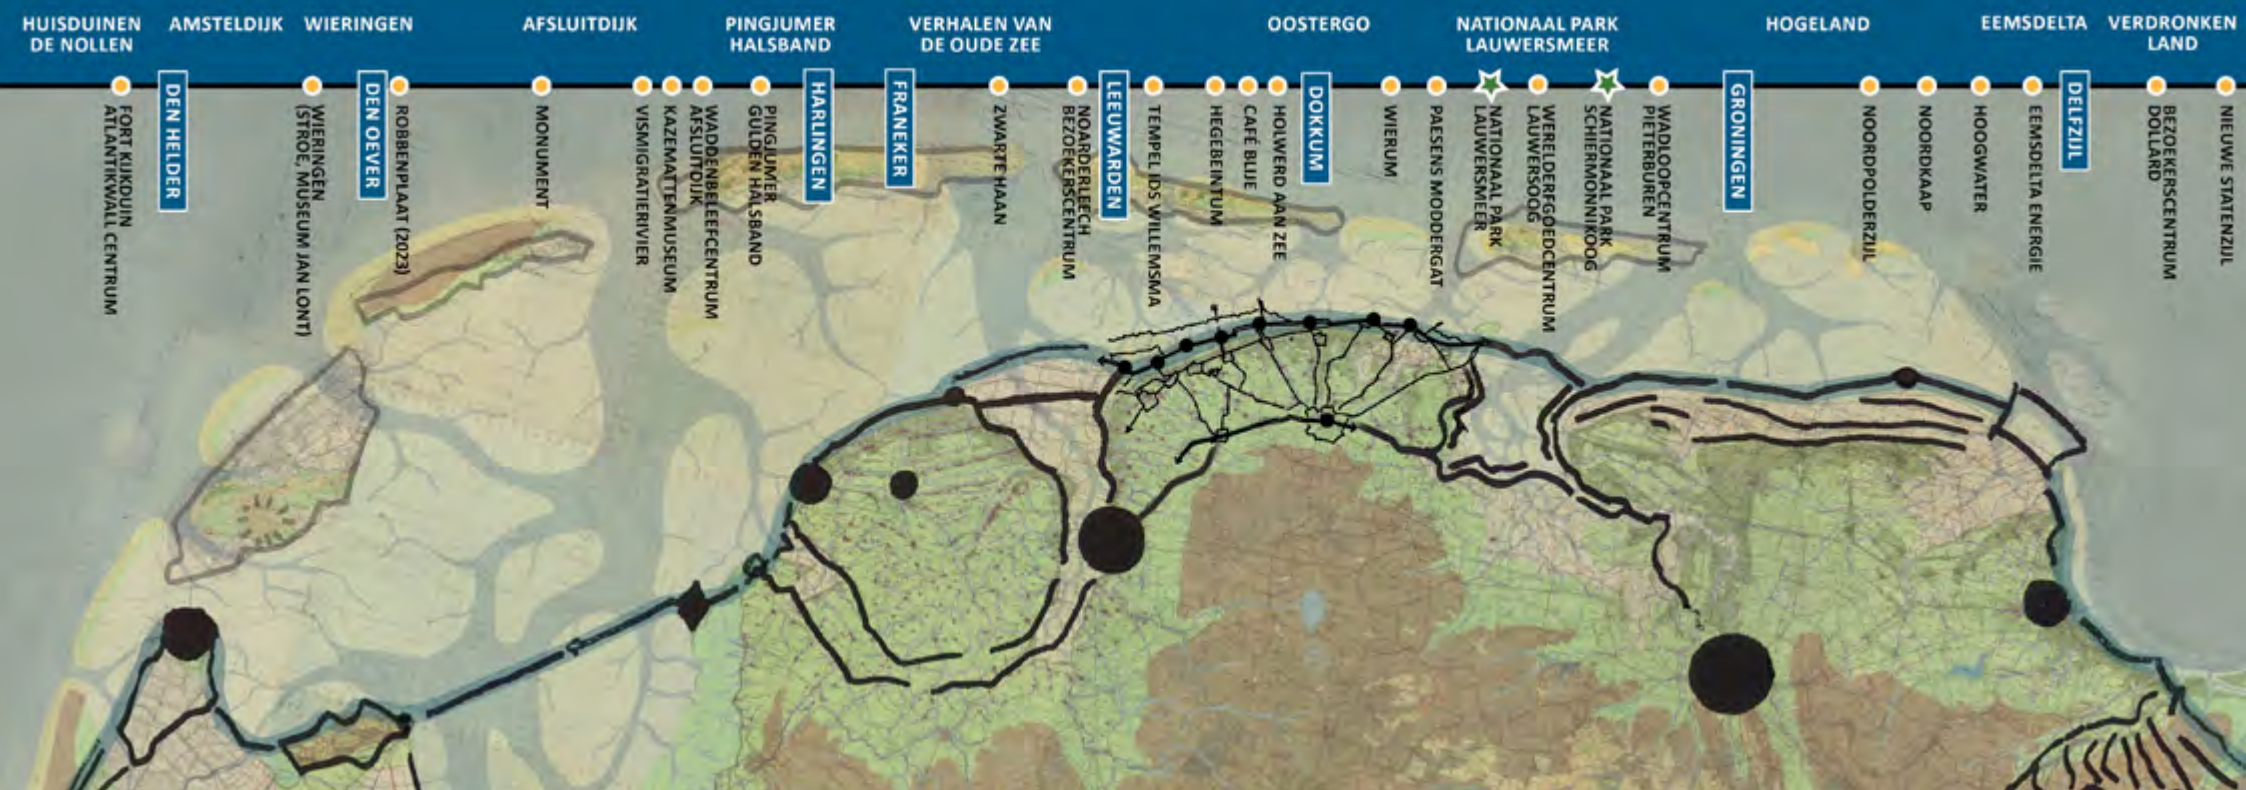 HUISDUINEN
DE NOLLEN
AMSTELDIJK
WIERINGEN
AFSLUITDIJK
PINGJUMER
HALSBAND
VERHALEN VAN
DE OUDE ZEE
OOSTERGO
NATIONAAL PARK
LAUWERSMEER
HOGELAND
EEMSDELTA
VERDRONKEN
LAND
FORT KIJKDUIN
ATLANTIKWALL CENTRUM
DEN HELDER
WIERINGEN
(STROE, MUSEUM JAN LONT)
DEN OEVER
ROBBENPLAAT (2023)
MONUMENT
VISMIGRATIERIVIER
KAZEMATTENMUSEUM
WADDENBELEEFCENTRUM
AFSLUITDIJK
PINGJUMER
GULDEN HALSBAND
HARLINGEN
FRANEKER
ZWARTE HAAN
NOARDERLEECH
BEZOEKERSCENTRUM
LEEUWARDEN
TEMPEL IDS WILLEMSMA
HEGEBEINTUM
CAFÉ BLIJE
HOLWERD AAN ZEE
DOKKUM
WIERUM
PAESENS MODDERGAT
NATIONAAL PARK
LAUWERSMEER
WERELDERFGOEDCENTRUM
LAUWERSOOG
NATIONAAL PARK
SCHIERMONNIKOOG
WADLOOPCENTRUM
PIETERBUREN
GRONINGEN
NOORDPOLDERZIJL
NOORDKAAP
HOOGWATER
EEMSDELTA ENERGIE
DELFZIJL
BEZOEKERSCENTRUM
DOLLARD
NIEUWE STATENZIJL